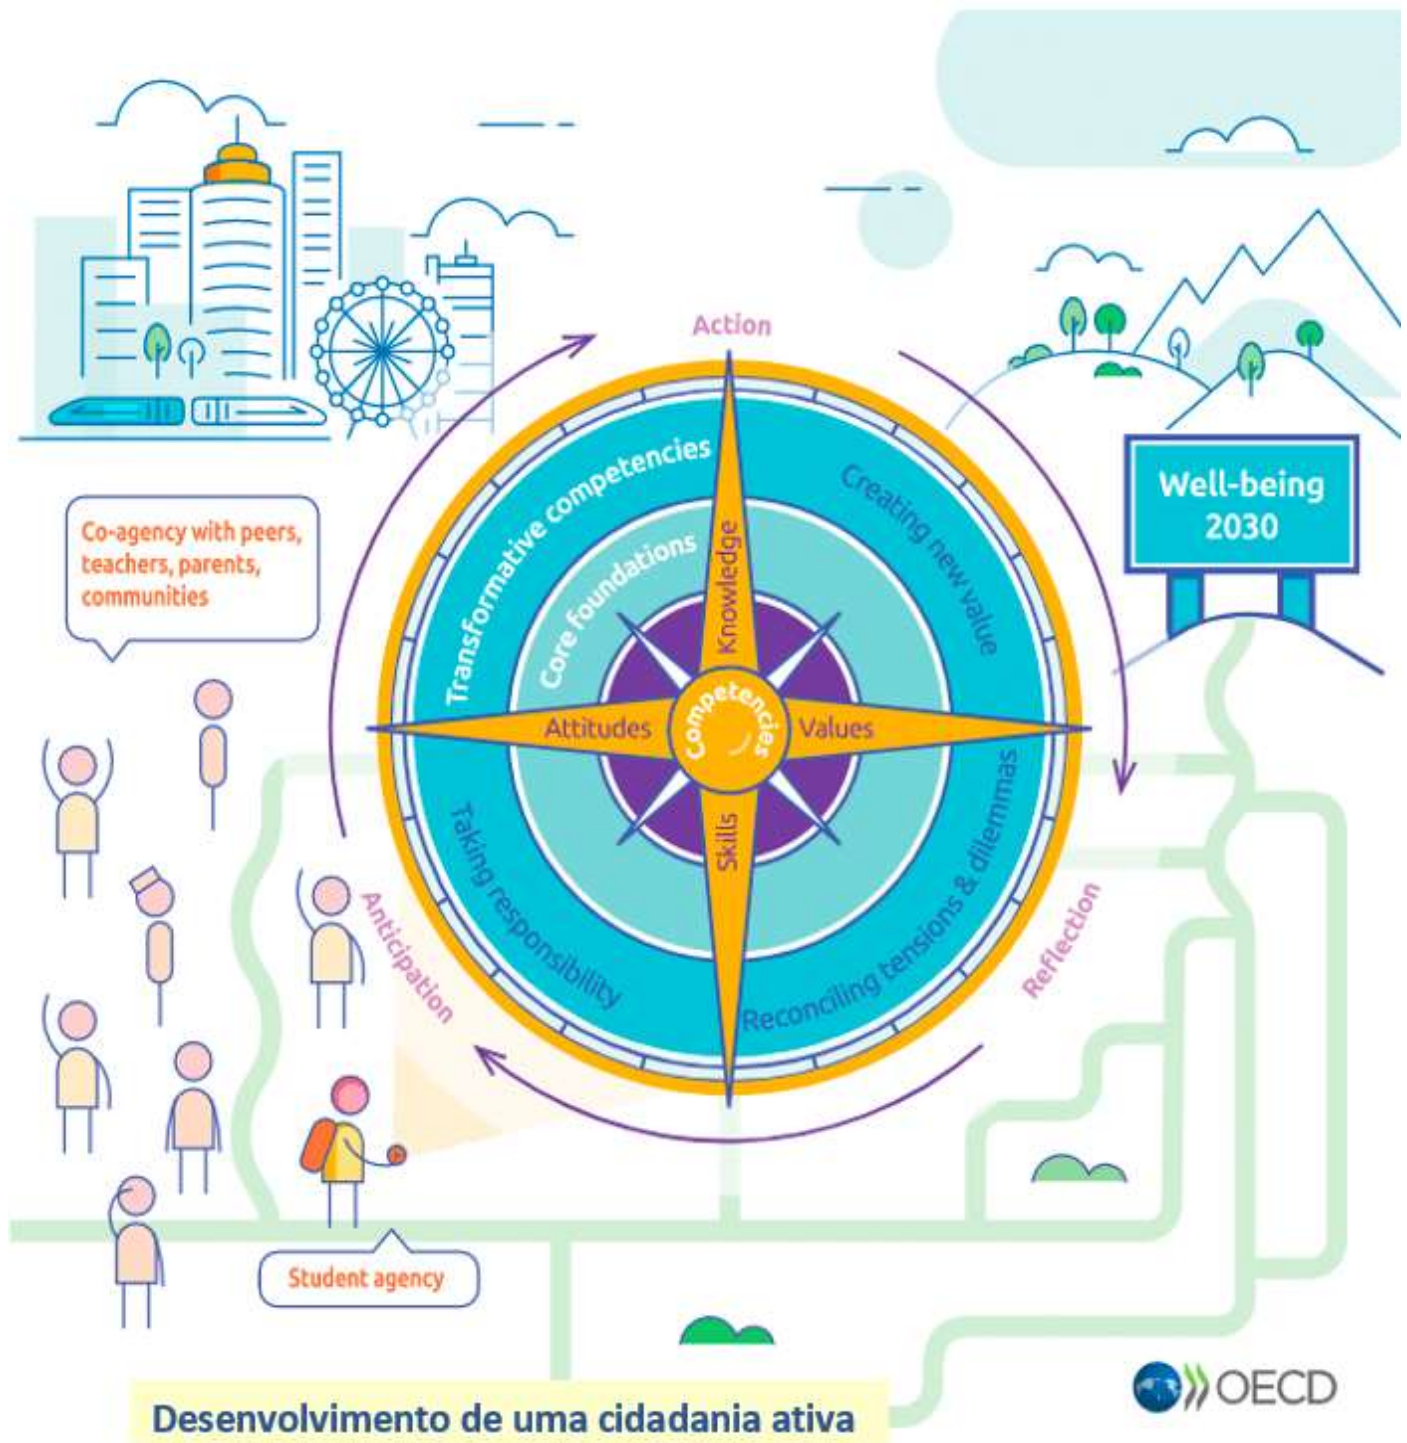 Action
Transformative competencies
Creating new value
Core foundations
Knowledge
Well-being
2030
Co-agency with peers,
teachers, parents,
communities
Attitudes
Competencies
Values
Skills
Taking responsibility
Reconciling tensions & dilemmas
Anticipation
Reflection
Student agency
OECD
Desenvolvimento de uma cidadania ativa